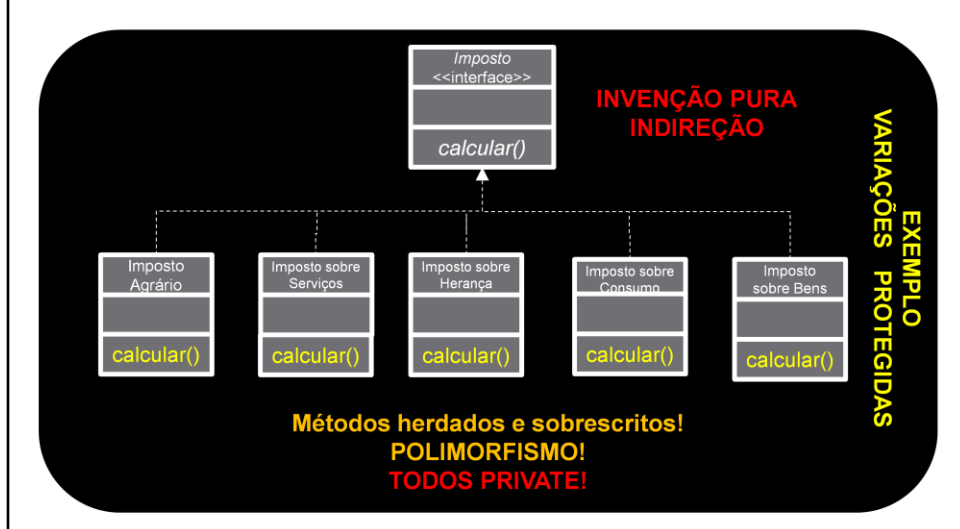 Imposto
<<interface>>
calcular()
INVENÇÃO PURA
INDIREÇÃO
EXEMPLO
VARIAÇÕES PROTEGIDAS
Imposto
Agrário
calcular()
Imposto sobre
Serviços
calcular()
Imposto sobre
Herança
calcular()
Imposto sobre
Consumo
calcular()
Imposto
sobre Bens
calcular()
Métodos herdados e sobrescritos!
POLIMORFISMO!
TODOS PRIVATE!